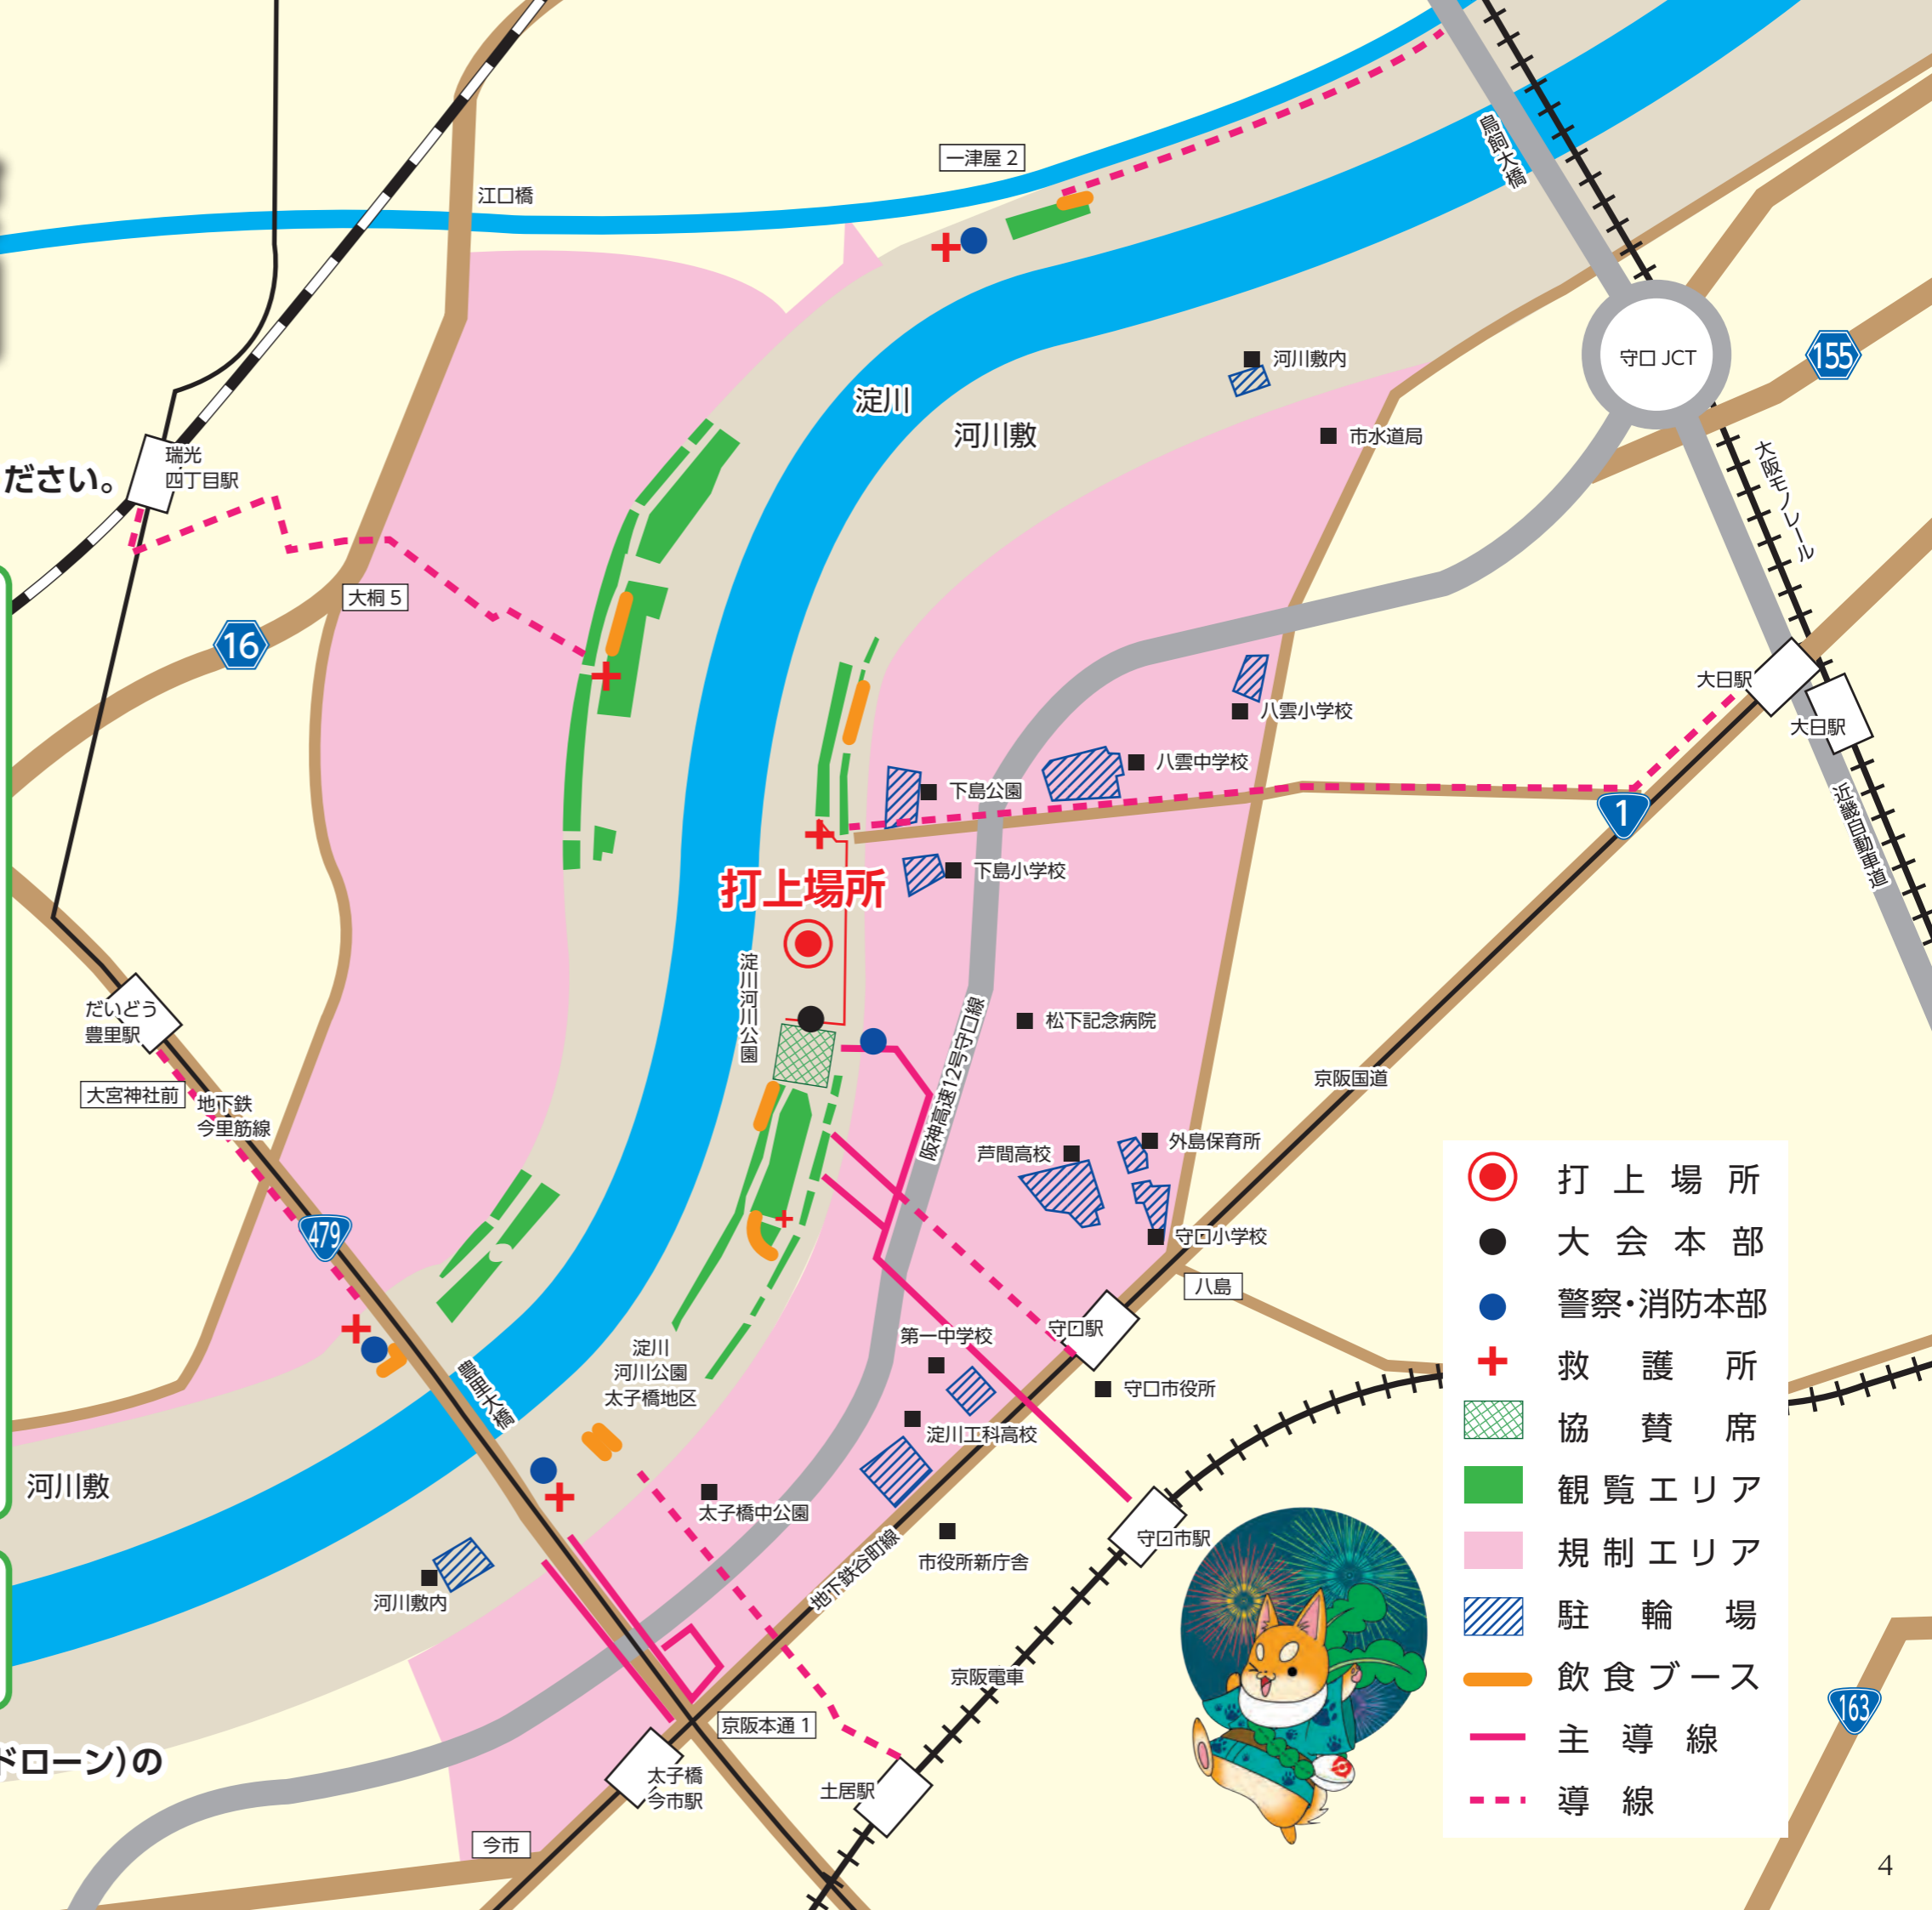 一津屋 2
江口橋
鳥飼大橋
守口 JCT
155
河川敷内
淀川
河川敷
市水道局
大阪モノレール
瑞光
四丁目駅
ださい。
大桐 5
16
大日駅
大日駅
八雲小学校
八雲中学校
下島公園
1
近畿自動車道
下島小学校
打上場所
淀川河川公園
だいどう
豊里駅
松下記念病院
阪神高速12号守口線
京阪国道
大宮神社前
地下鉄
今里筋線
芦間高校
外島保育所
守口小学校
479
八島
守口駅
第一中学校
淀川
河川公園
太子橋地区
豊里大橋
守口市役所
淀川工科高校
河川敷
太子橋中公園
守口市駅
市役所新庁舎
地下鉄谷町線
河川敷内
京阪電車
京阪本通 1
ドローン)の
太子橋
今市駅
土居駅
今市
163
打上場所
大会本部
警察・消防本部
救護所
協賛席
観覧エリア
規制エリア
駐輪場
飲食ブース
主導線
導線
4